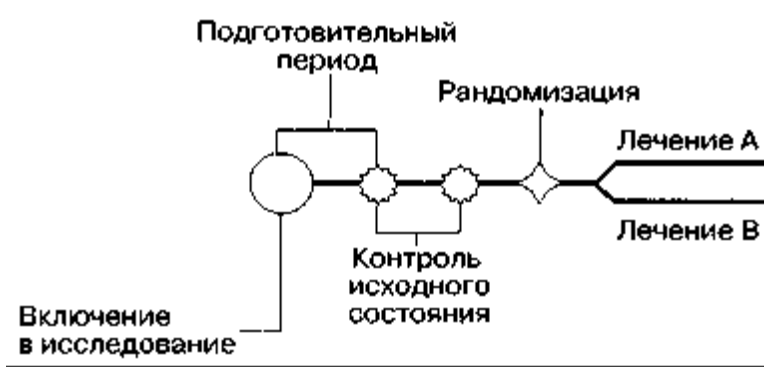 Подготовительный
период
Рандомизация
Лечение А
Лечение В
Контроль
исходного
состояния
Включение
в исследование